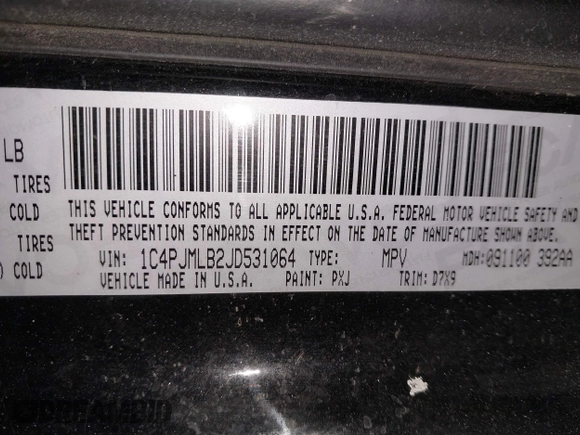 LB
TIRES
COLD
TIRES
) COLD
THIS VEHICLE CONFORMS TO ALL APPLICABLE U.S.A. FEDERAL MOTOR VEHICLE SAFETY AND
THEFT PREVENTION STANDARDS IN EFFECT ON THE DATE OF MANUFACTURE SHOWN ABOVE.
VIN: 1C4PJMLB2JD531064 TYPE: MPV MDH:091100 392AA
VEHICLE MADE IN U.S.A. PAINT: PXJ TRIM: D7X9